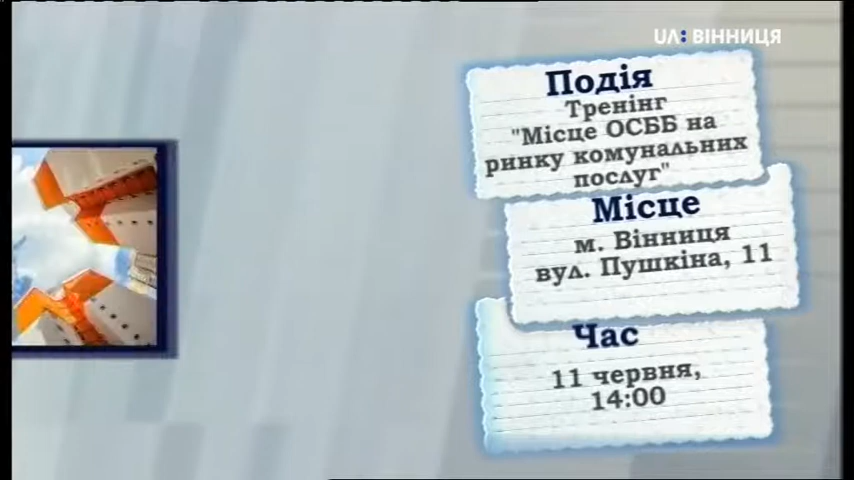 UA: ВІННИЦЯ
Подія
Тренінг
"Місце ОСББ на
ринку комунальних
послуг"
Місце
м. Вінниця
вул. Пушкіна, 11
Час
11 червня,
14:00